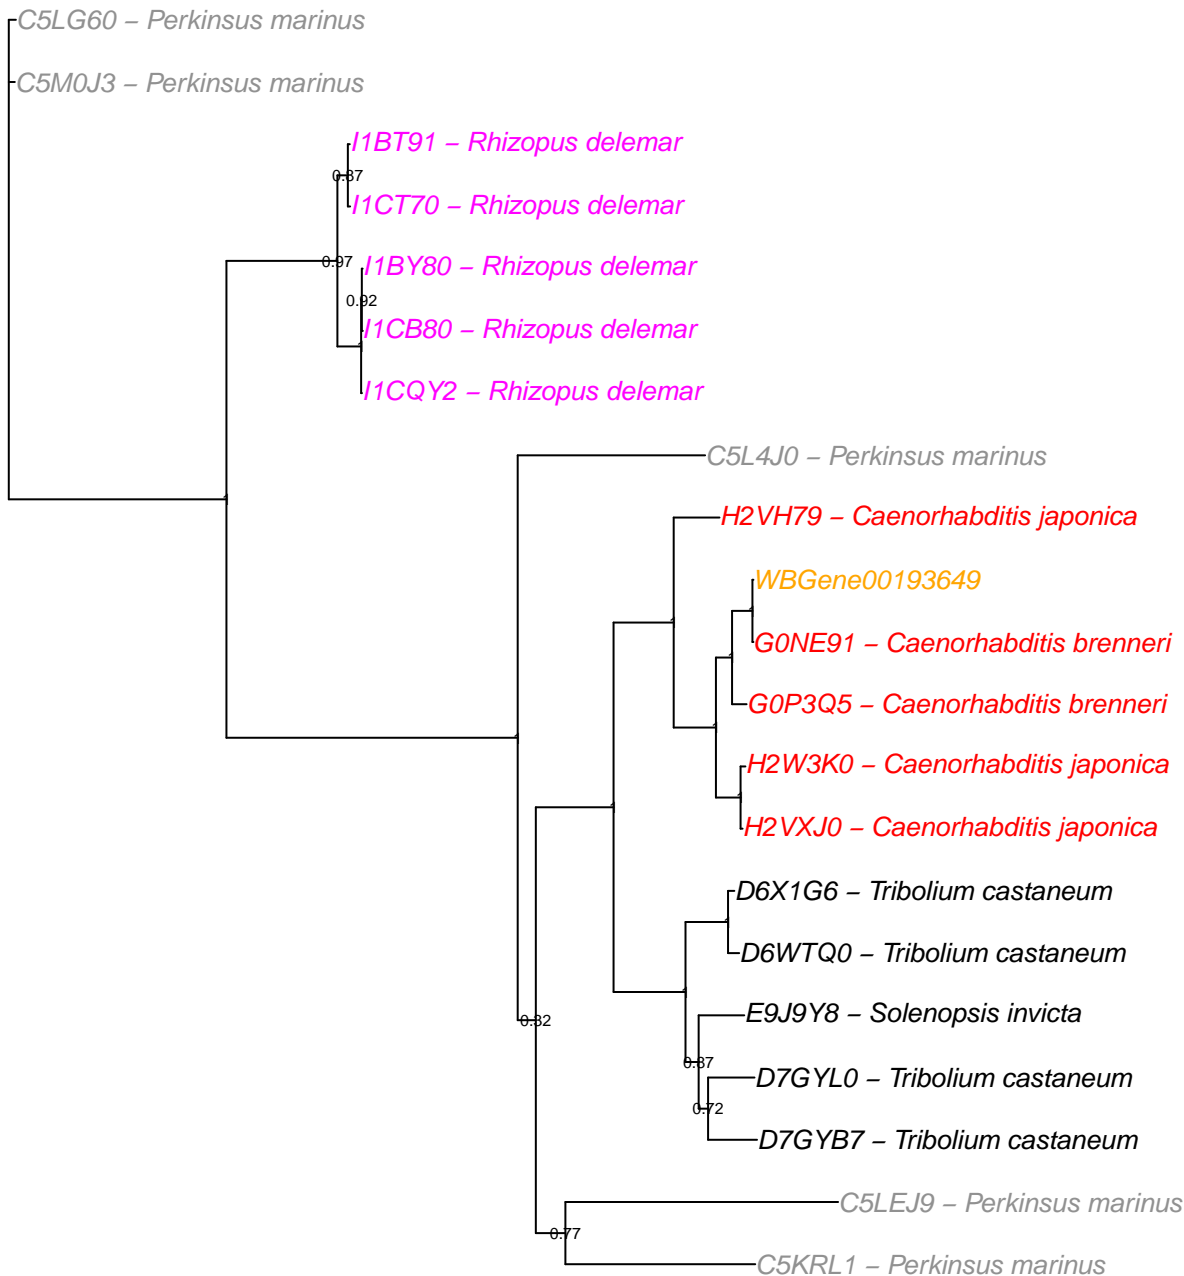 C5LG60 – Perkinsus marinus
C5M0J3 – Perkinsus marinus
I1BT91 – Rhizopus delemar
0.87
I1CT70 – Rhizopus delemar
0.97
I1BY80 – Rhizopus delemar
0.92
I1CB80 – Rhizopus delemar
I1CQY2 – Rhizopus delemar
C5L4J0 – Perkinsus marinus
H2VH79 – Caenorhabditis japonica
WBGene00193649
G0NE91 – Caenorhabditis brenneri
G0P3Q5 – Caenorhabditis brenneri
H2W3K0 – Caenorhabditis japonica
H2VXJ0 – Caenorhabditis japonica
D6X1G6 – Tribolium castaneum
D6WTQ0 – Tribolium castaneum
E9J9Y8 – Solenopsis invicta
0.82
0.87
D7GYL0 – Tribolium castaneum
0.72
D7GYB7 – Tribolium castaneum
C5LEJ9 – Perkinsus marinus
0.77
C5KRL1 – Perkinsus marinus